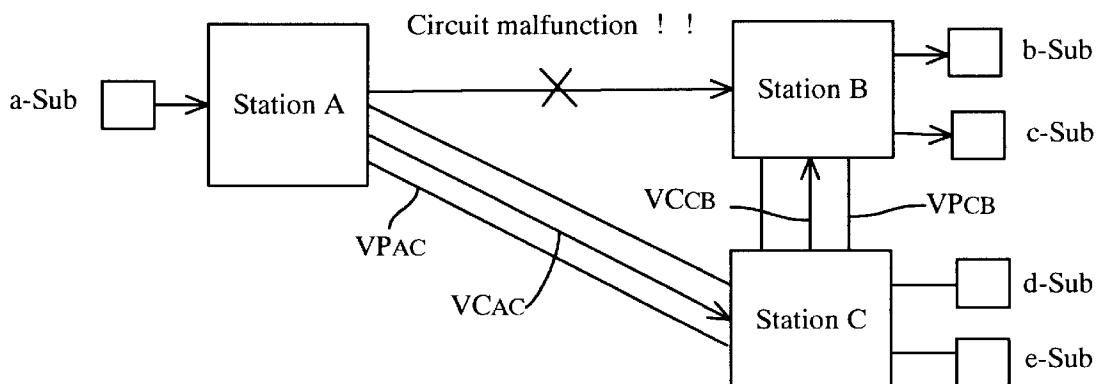 Circuit malfunction ! !
a-Sub
Station A
Station B
b-Sub
c-Sub
VCCB
VPCB
VPAC
VCAC
Station C
d-Sub
e-Sub